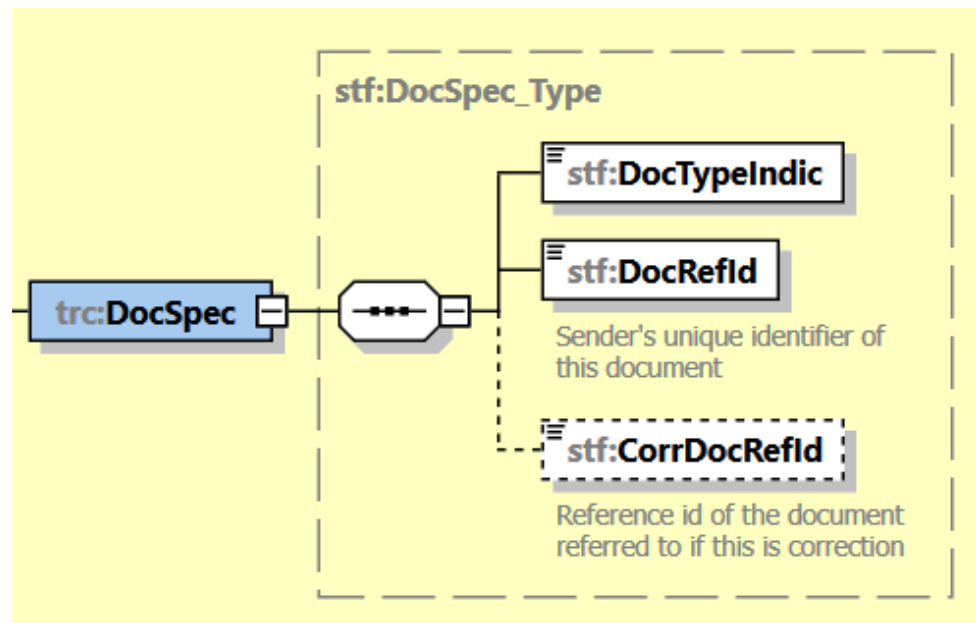 stf:DocSpec_Type
stf:DocTypeIndic
trc:DocSpec
stf:DocRefId
Sender's unique identifier of
this document
stf:CorrDocRefId
Reference id of the document
referred to if this is correction